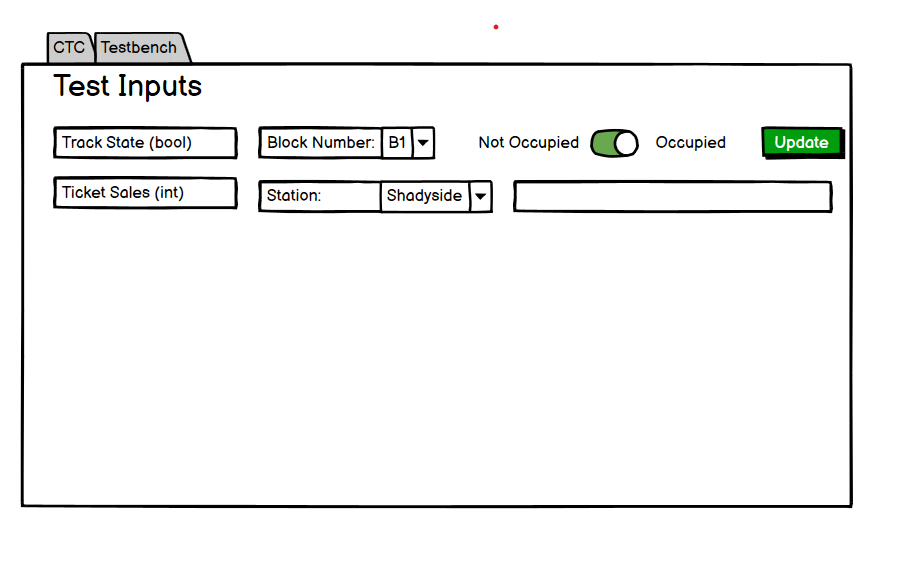 CTC Testbench
Test Inputs
Track State (bool) Block Number: B1 Not Occupied Occupied Update
Ticket Sales (int) Station: Shadyside